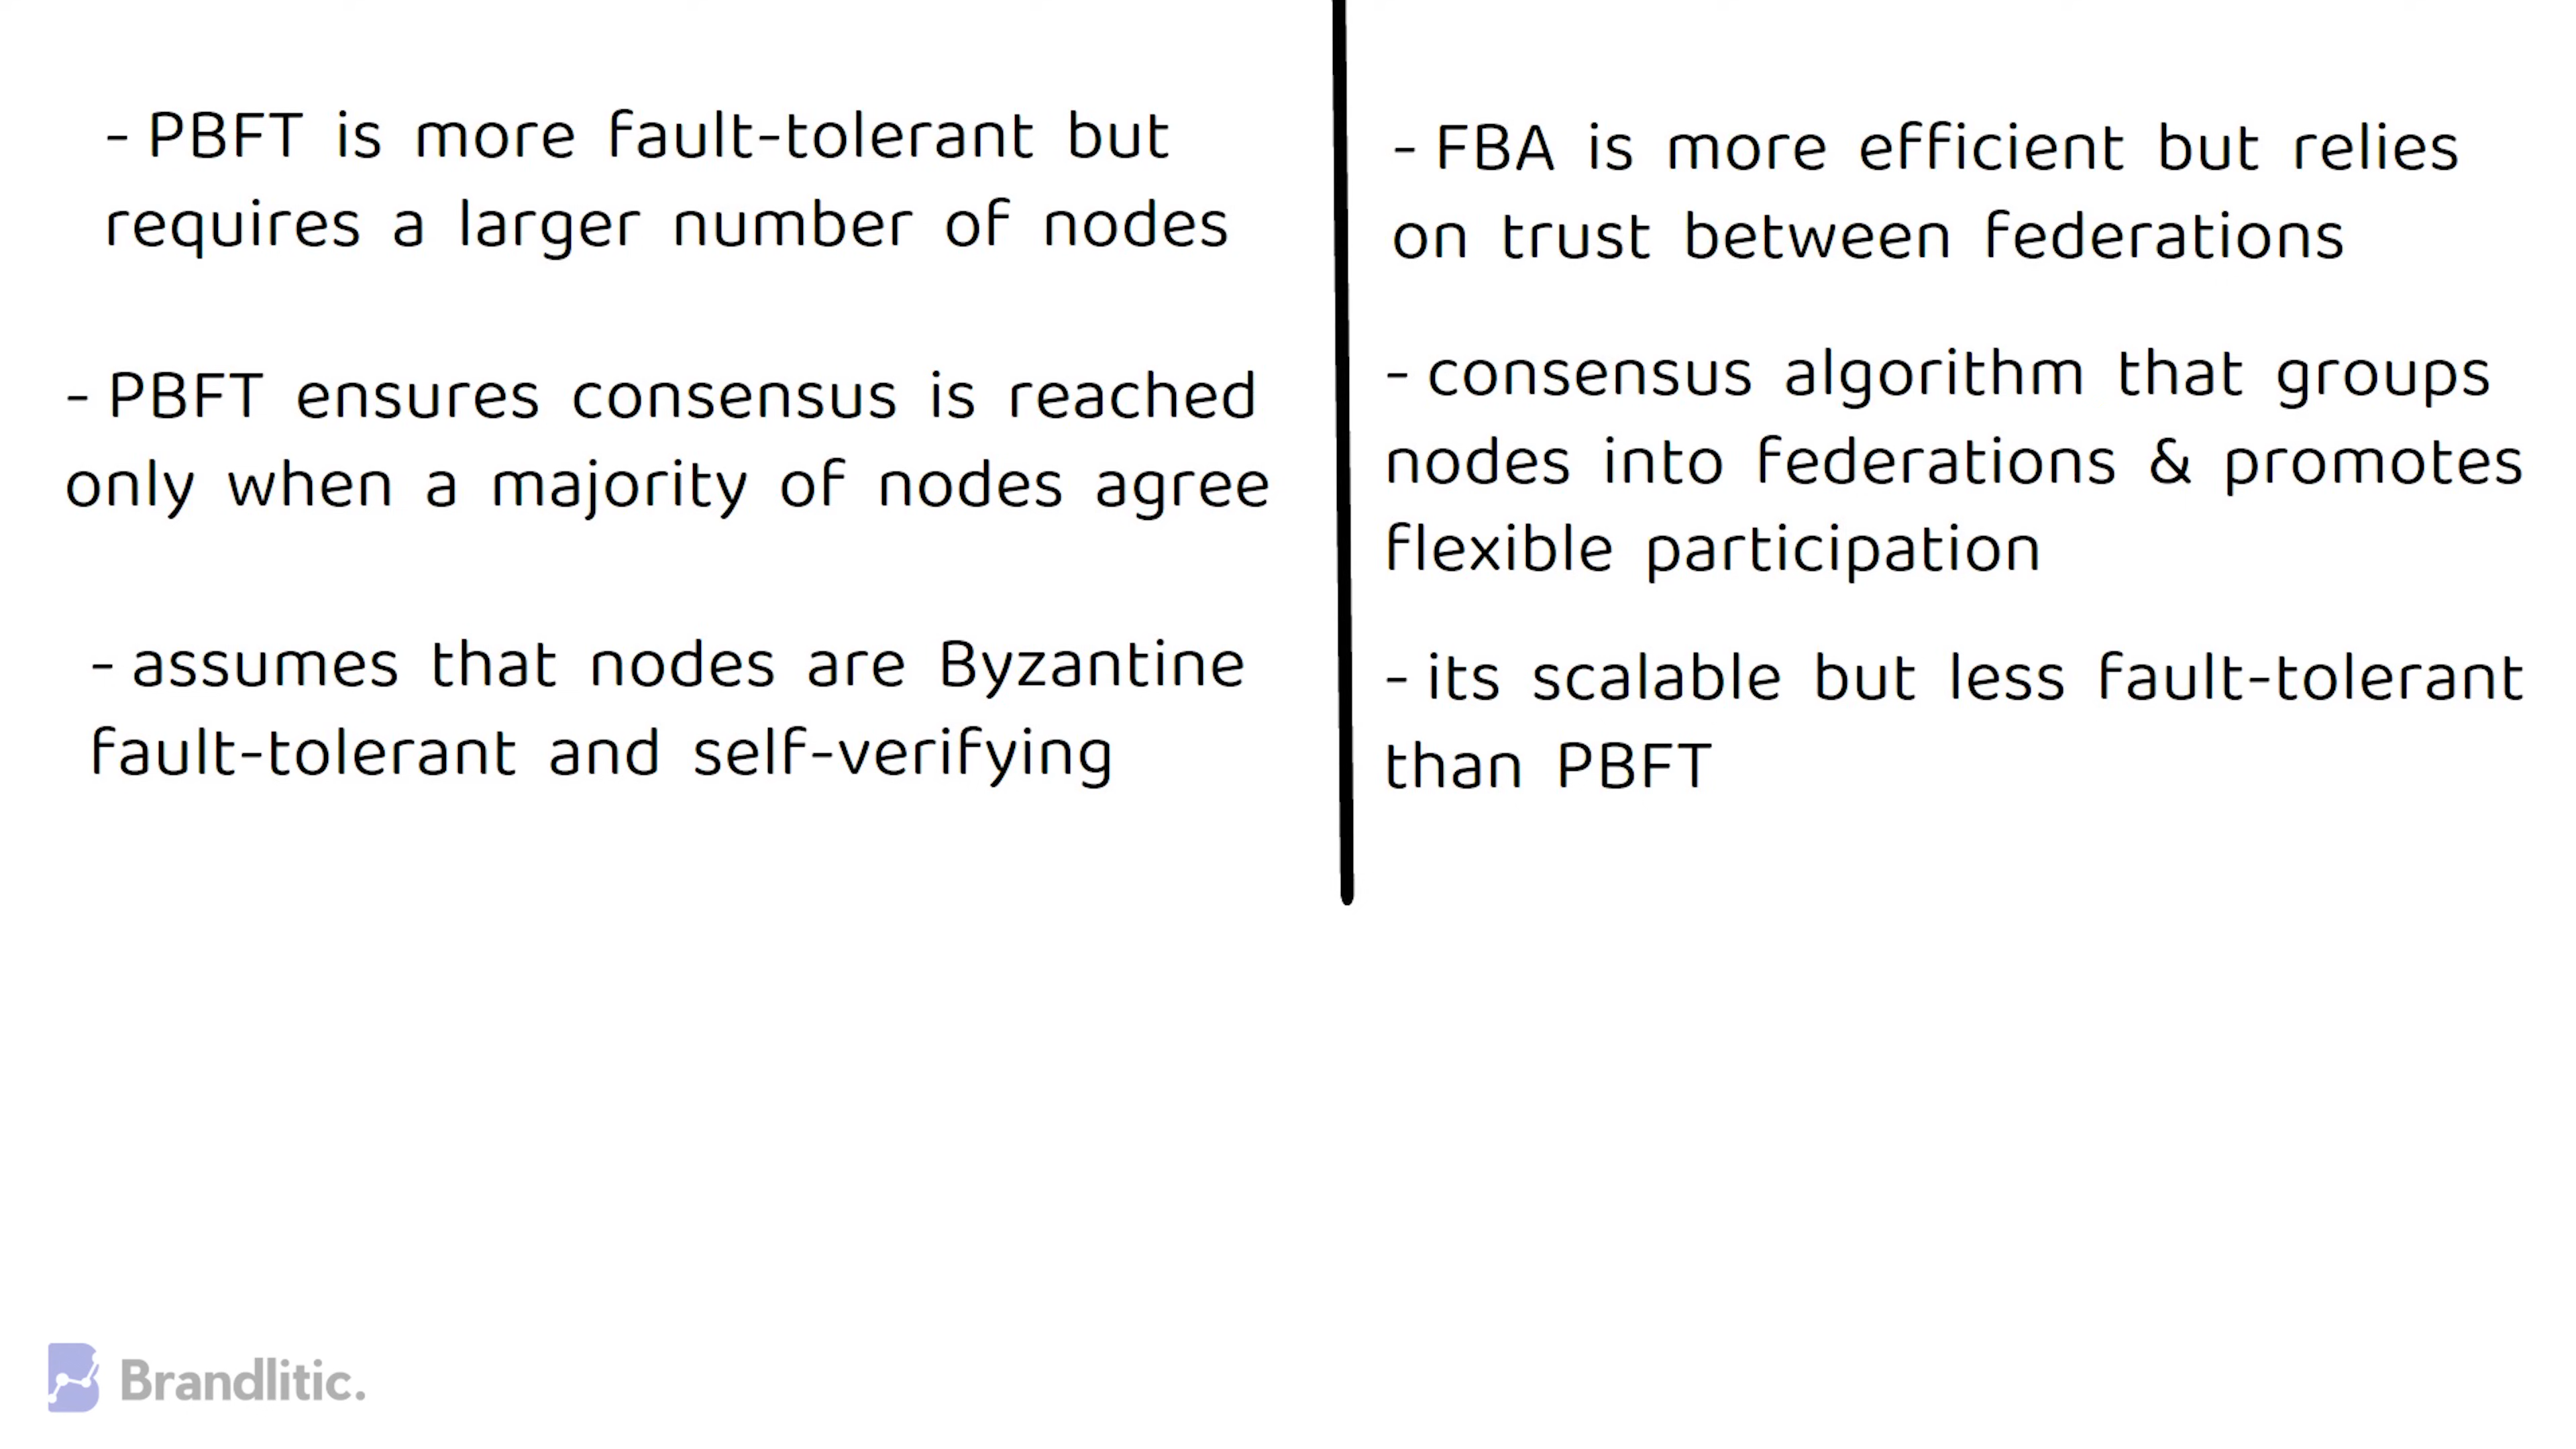 - PBFT is more fault-tolerant but
requires a larger number of nodes
- PBFT ensures consensus is reached
only when a majority of nodes agree
- assumes that nodes are Byzantine
fault-tolerant and self-verifying
- FBA is more efficient but relies
on trust between federations
- consensus algorithm that groups
nodes into federations & promotes
flexible participation
- its scalable but less fault-tolerant
than PBFT
Brandlitic.